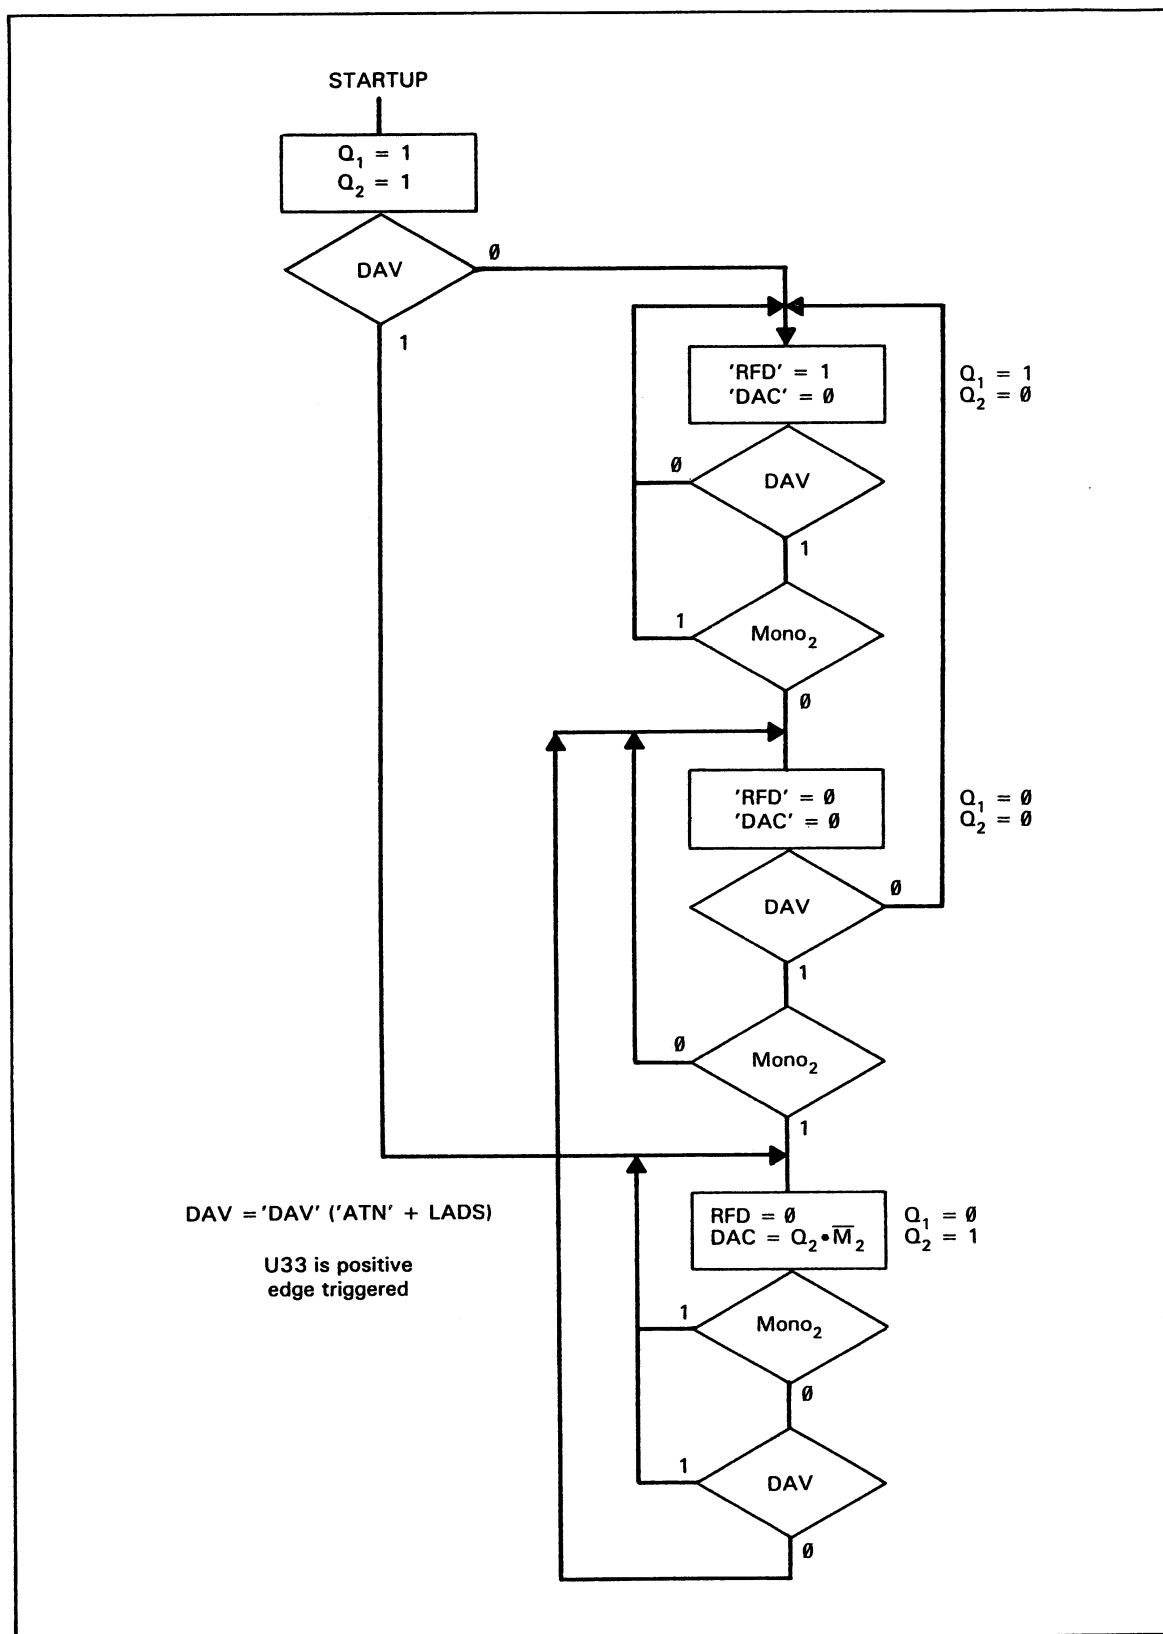 STARTUP
Q₁ = 1
Q₂ = 1
DAV
Ø
1
'RFD' = 1
'DAC' = Ø
Q₁ = 1
Q₂ = Ø
Ø
DAV
1
1
Mono₂
Ø
'RFD' = Ø
'DAC' = Ø
Q₁ = Ø
Q₂ = Ø
DAV
Ø
1
Ø
Mono₂
1
RFD = Ø
DAC = Q₂•M̅₂
Q₁ = Ø
Q₂ = 1
DAV = 'DAV' ('ATN' + LADS)
U33 is positive
edge triggered
1
Mono₂
Ø
1
DAV
Ø